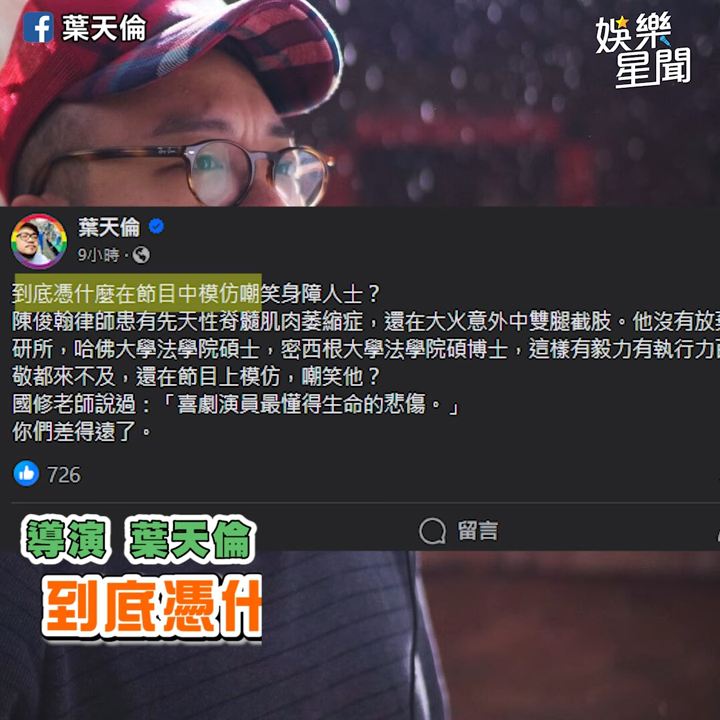 葉天倫
娛樂
星聞
葉天倫
9小時·
到底憑什麼在節目中模仿嘲笑身障人士？
陳俊翰律師患有先天性脊髓肌肉萎縮症，還在大火意外中雙腿截肢。他沒有放
研所，哈佛大學法學院碩士，密西根大學法學院碩博士，這樣有毅力有執行力
敬都來不及，還在節目上模仿，嘲笑他？
國修老師說過：「喜劇演員最懂得生命的悲傷。」
你們差得遠了。
726
留言
導演 葉天倫
到底憑什